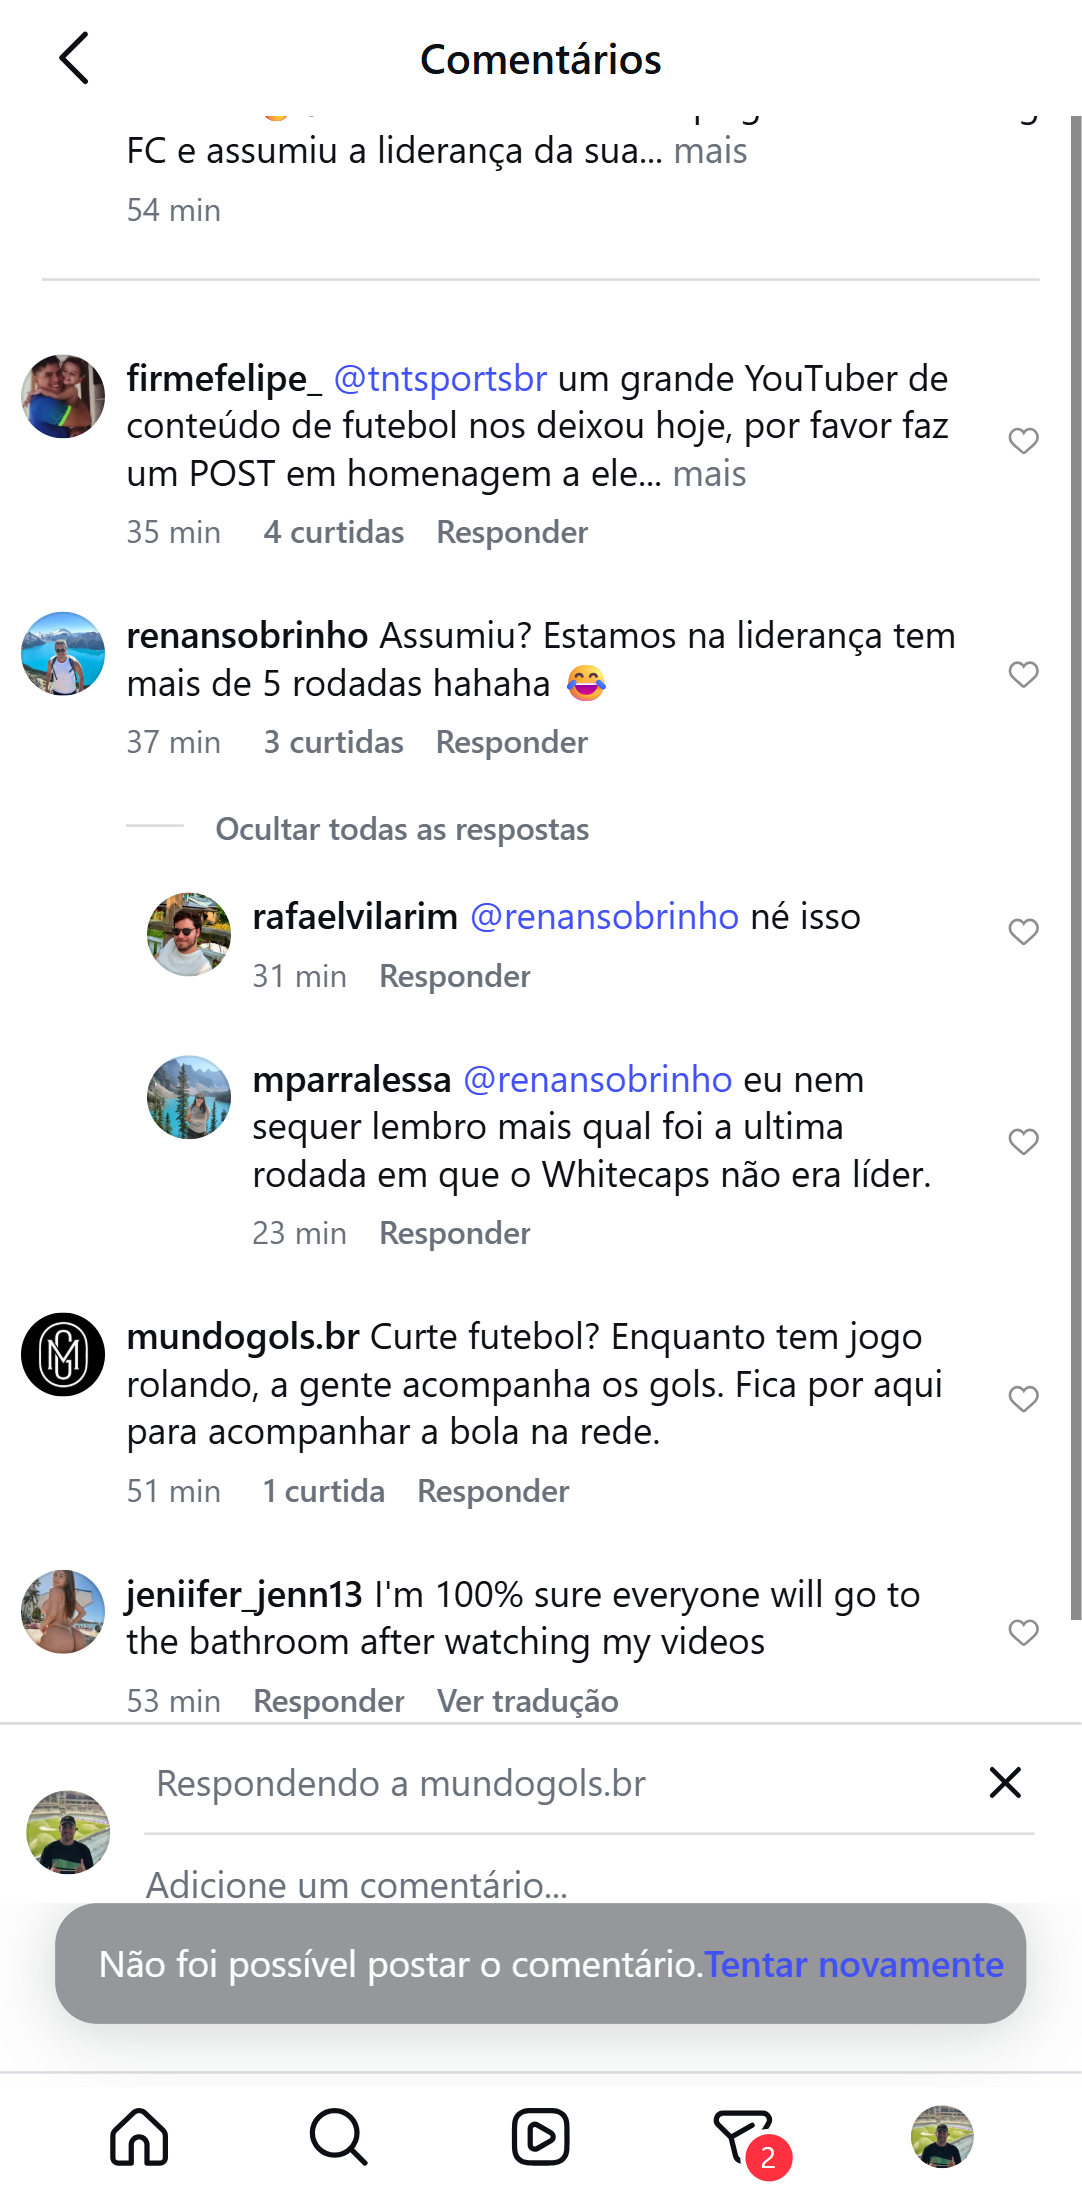 Comentários
FC e assumiu a liderança da sua... mais
54 min
firmefelipe_ @tntsportsbr um grande YouTuber de
conteúdo de futebol nos deixou hoje, por favor faz
um POST em homenagem a ele... mais
35 min 4 curtidas Responder
renansobrinho Assumiu? Estamos na liderança tem
mais de 5 rodadas hahaha 😂
37 min 3 curtidas Responder
Ocultar todas as respostas
rafaelvilarim @renansobrinho né isso
31 min Responder
mparralessa @renansobrinho eu nem
sequer lembro mais qual foi a ultima
rodada em que o Whitecaps não era líder.
23 min Responder
mundogols.br Curte futebol? Enquanto tem jogo
rolando, a gente acompanha os gols. Fica por aqui
para acompanhar a bola na rede.
51 min 1 curtida Responder
jeniifer_jenn13 I'm 100% sure everyone will go to
the bathroom after watching my videos
53 min Responder Ver tradução
Respondendo a mundogols.br
Adicione um comentário...
Não foi possível postar o comentário.Tentar novamente
2